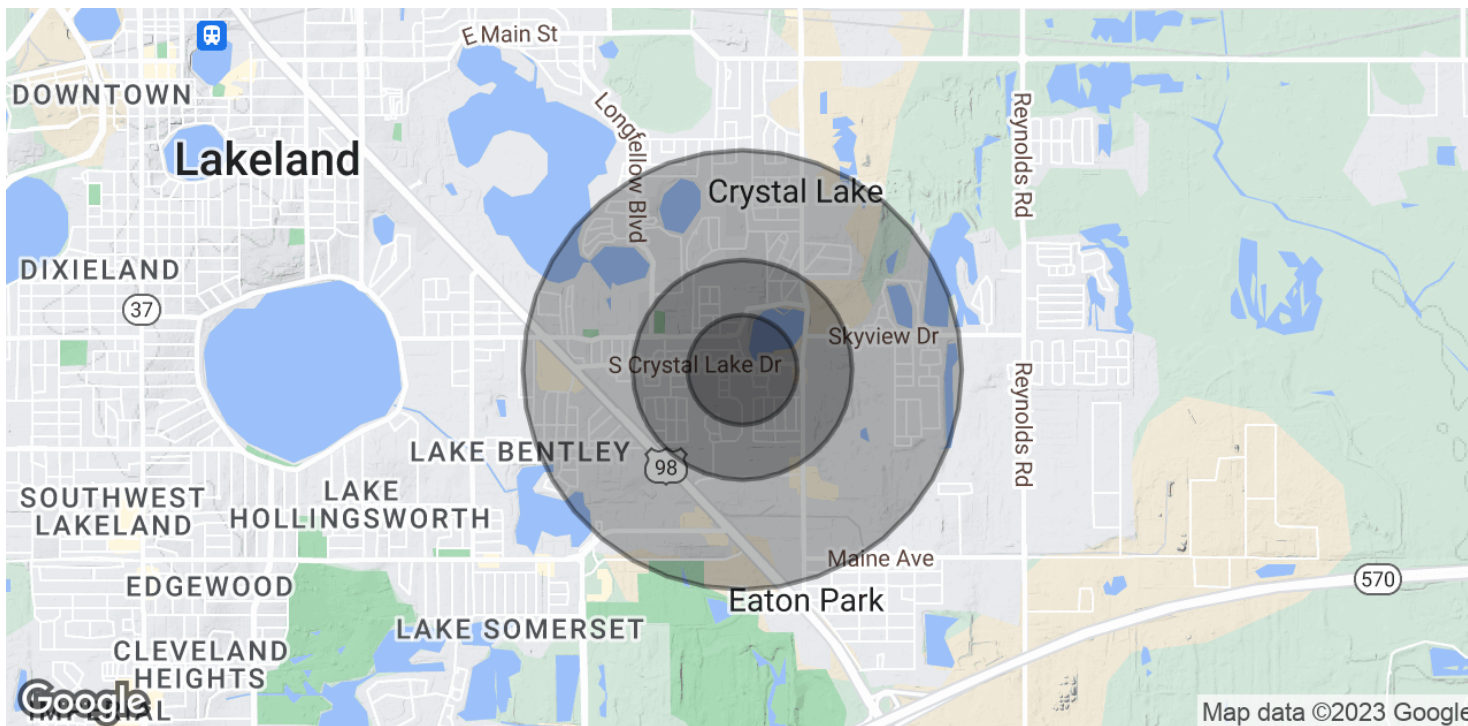 E Main St
DOWNTOWN
Longfellow Blvd
Reynolds Rd
Lakeland
Crystal Lake
DIXIELAND
37
Skyview Dr
S Crystal Lake Dr
Reynolds Rd
LAKE BENTLEY
98
SOUTHWEST
LAKELAND
LAKE
HOLLINGSWORTH
Maine Ave
570
EDGEWOOD
Eaton Park
LAKE SOMERSET
CLEVELAND
HEIGHTS
Google
IMPERIAL
Map data ©2023 Google